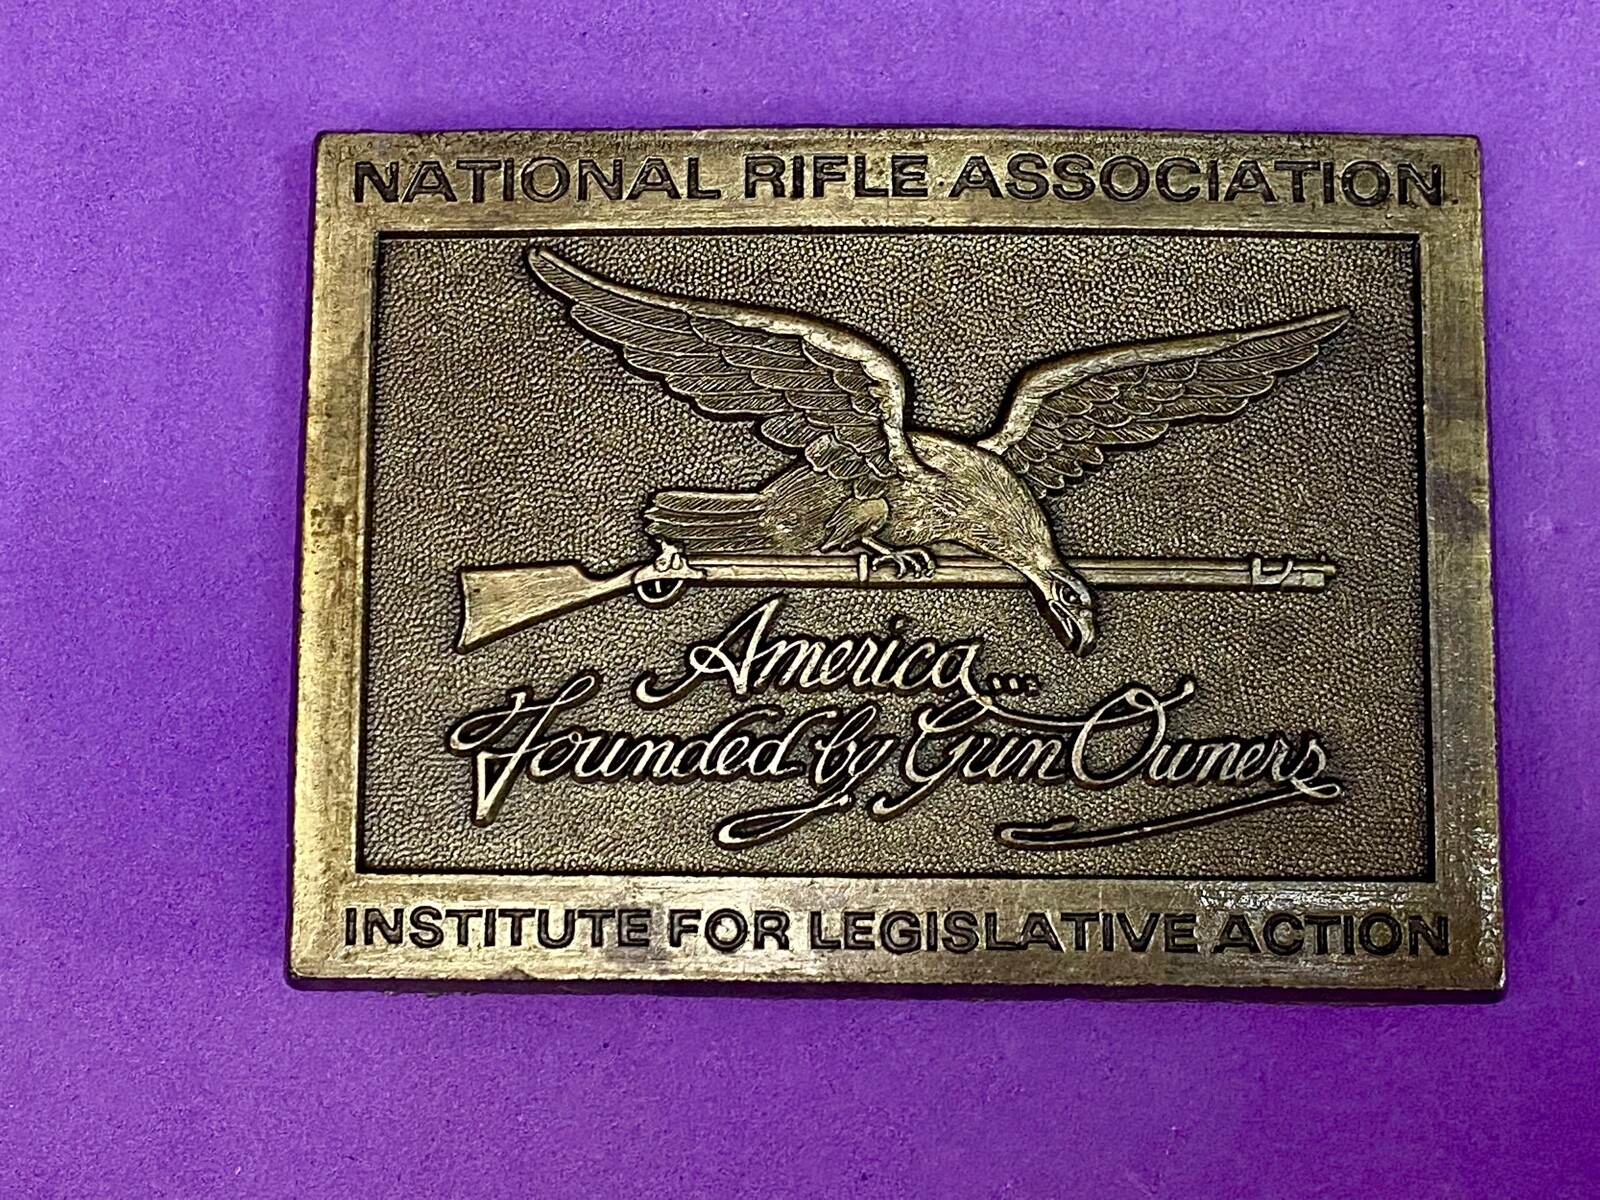 NATIONAL RIFLE ASSOCIATION
America...
Founded by Gun Owners
INSTITUTE FOR LEGISLATIVE ACTION